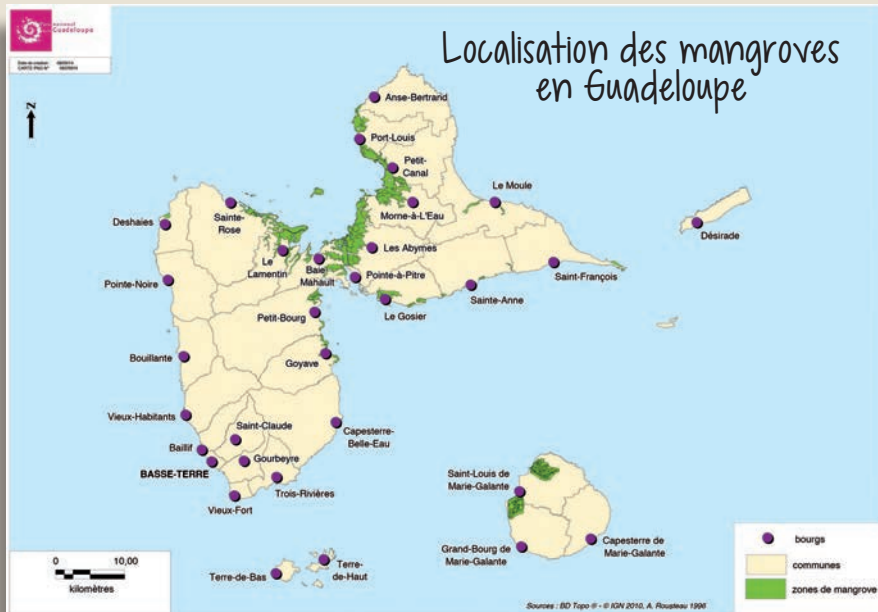 Guadeloupe
Localisation des mangroves
en Guadeloupe
N
Anse-Bertrand
Port-Louis
Petit-
Canal
Le Moule
Morne-à-L'Eau
Sainte-
Rose
Deshaies
Désirade
Les Abymes
Le
Lamentin
Baie
Mahault
Pointe-à-Pitre
Saint-François
Pointe-Noire
Sainte-Anne
Le Gosier
Petit-Bourg
Bouillante
Goyave
Vieux-Habitants
Saint-Claude
Capesterre-
Belle-Eau
Baillif
Gourbeyre
BASSE-TERRE
Trois-Rivières
Vieux-Fort
Saint-Louis de
Marie-Galante
Grand-Bourg de
Marie-Galante
Capesterre de
Marie-Galante
Terre-
de-Haut
Terre-de-Bas
0 10,00
kilomètres
bourgs
communes
zones de mangrove
Sources : BD Topo ® - © IGN 2010, A. Rousteau 1996